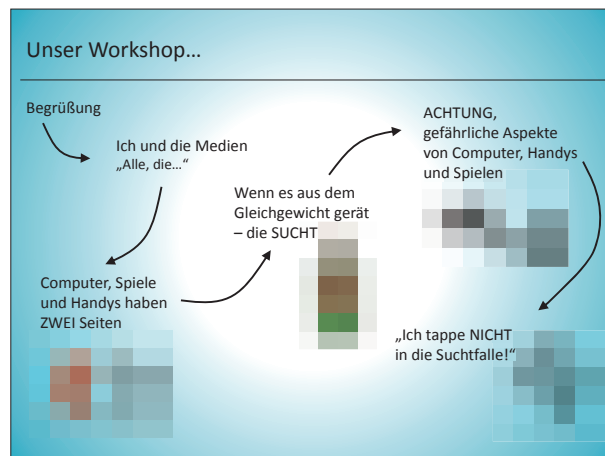 Unser Workshop...
Begrüßung
Ich und die Medien
„Alle, die...“
Computer, Spiele
und Handys haben
ZWEI Seiten
Wenn es aus dem
Gleichgewicht gerät
– die SUCHT
ACHTUNG,
gefährliche Aspekte
von Computer, Handys
und Spielen
„Ich tappe NICHT
in die Suchtfalle!“